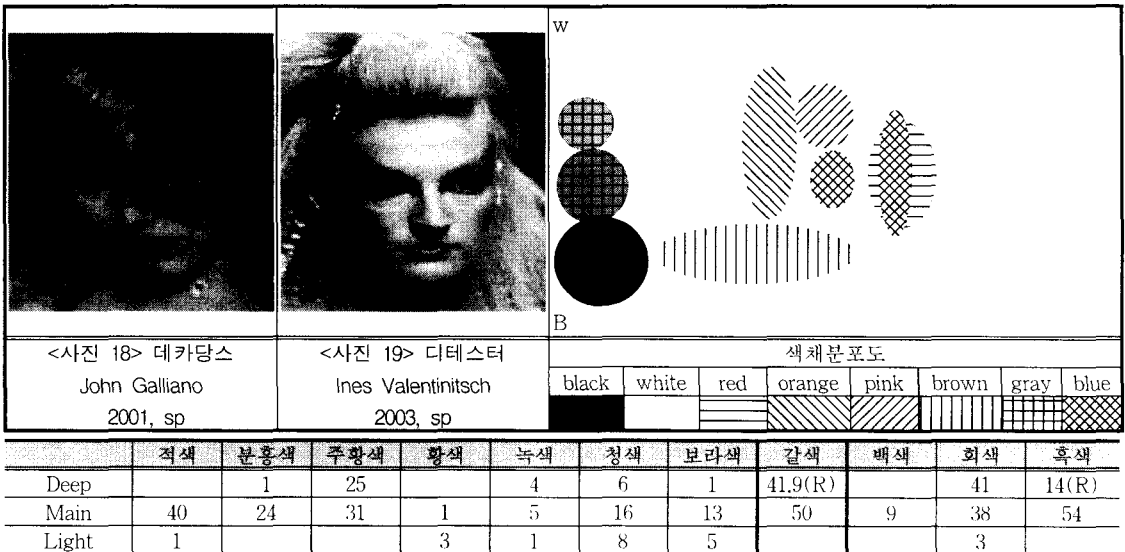 W
B
<사진 18> 데카당스
John Galliano
2001, sp
<사진 19> 디테스터
Ines Valentinitsch
2003, sp
색채분포도
black white red orange pink brown gray blue
적색 분홍색 주황색 황색 녹색 청색 보라색 갈색 백색 회색 흑색
Deep 1 25 4 6 1 41,9(R) 41 14(R)
Main 40 24 31 1 5 16 13 50 9 38 54
Light 1 3 1 8 5 3